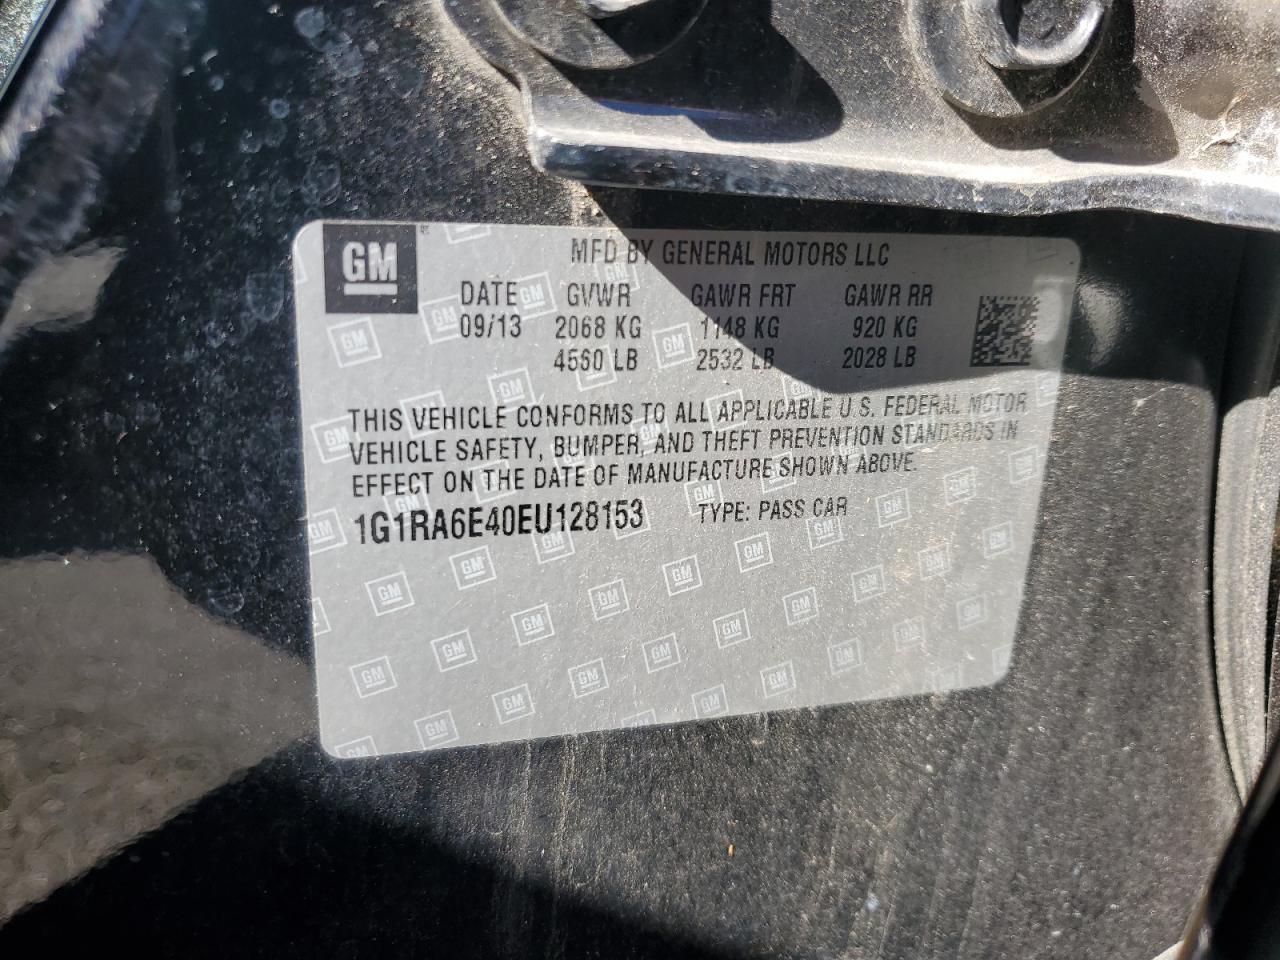 GM
MFD BY GENERAL MOTORS LLC
DATE GVWR GAWR FRT GAWR RR
09/13 2068 KG 1148 KG 920 KG
4560 LB 2532 LB 2028 LB
THIS VEHICLE CONFORMS TO ALL APPLICABLE U.S. FEDERAL MOTOR
VEHICLE SAFETY, BUMPER, AND THEFT PREVENTION STANDARDS IN
EFFECT ON THE DATE OF MANUFACTURE SHOWN ABOVE.
1G1RA6E40EU128153 TYPE: PASS CAR